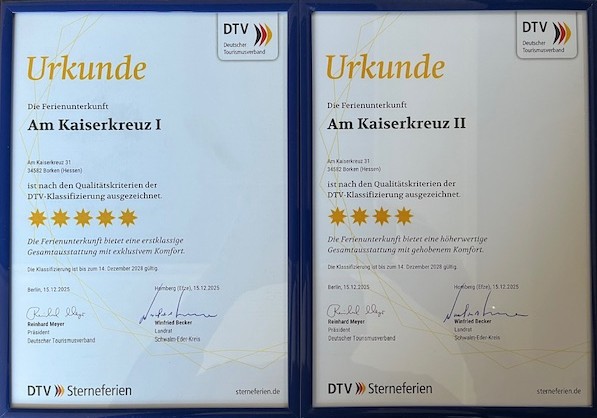 DTV
Deutscher
Tourismusverband
Urkunde
Die Ferienunterkunft
Am Kaiserkreuz I
Am Kaiserkreuz 31
34582 Borken (Hessen)
ist nach den Qualitätskriterien der
DTV-Klassifizierung ausgezeichnet.
Die Ferienunterkunft bietet eine erstklassige
Gesamtausstattung mit exklusivem Komfort.
Die Klassifizierung ist bis zum 14. Dezember 2028 gültig.
Berlin, 15.12.2025
Homberg (Efze), 15.12.2025
Reinhard Meyer
Präsident
Deutscher Tourismusverband
Winfried Becker
Landrat
Schwalm-Eder-Kreis
DTV Sterneferien
sterneferien.de
DTV
Deutscher
Tourismusverband
Urkunde
Die Ferienunterkunft
Am Kaiserkreuz II
Am Kaiserkreuz 31
34582 Borken (Hessen)
ist nach den Qualitätskriterien der
DTV-Klassifizierung ausgezeichnet.
Die Ferienunterkunft bietet eine höherwertige
Gesamtausstattung mit gehobenem Komfort.
Die Klassifizierung ist bis zum 14. Dezember 2028 gültig.
Berlin, 15.12.2025
Homberg (Efze), 15.12.2025
Reinhard Meyer
Präsident
Deutscher Tourismusverband
Winfried Becker
Landrat
Schwalm-Eder-Kreis
DTV Sterneferien
sterneferien.de